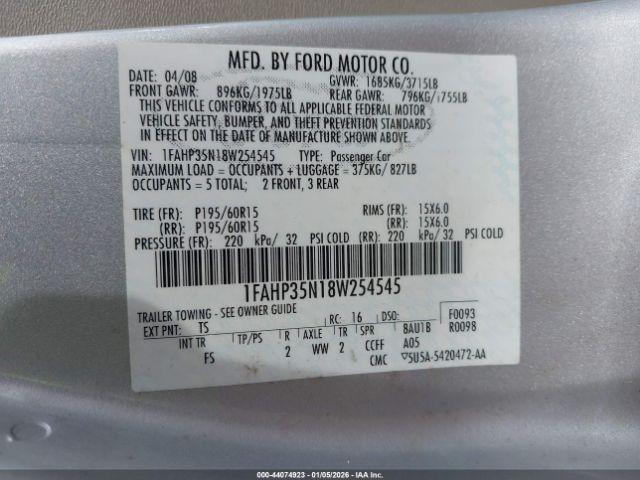 MFD. BY FORD MOTOR CO.
DATE: 04/08 GVWR: 1685KG/3715LB
FRONT GAWR: 896KG/1975LB REAR GAWR: 796KG/1755LB
THIS VEHICLE CONFORMS TO ALL APPLICABLE FEDERAL MOTOR
VEHICLE SAFETY, BUMPER, AND THEFT PREVENTION STANDARDS
IN EFFECT ON THE DATE OF MANUFACTURE SHOWN ABOVE.
VIN: 1FAHP35N18W254545 TYPE: Passenger Car
MAXIMUM LOAD = OCCUPANTS + LUGGAGE = 375KG/ 827LB
OCCUPANTS = 5 TOTAL; 2 FRONT, 3 REAR
TIRE (FR): P195/60R15 RIMS (FR): 15X6.0
(RR): P195/60R15 (RR): 15X6.0
PRESSURE (FR): 220 kPa/ 32 PSI COLD (RR): 220 kPa/ 32 PSI COLD
1FAHP35N18W254545
TRAILER TOWING - SEE OWNER GUIDE RC: 16 DSO: F0093
EXT PNT: TS 8AU1B R0098
INT TR TP/PS R AXLE TR SPR A05
FS 2 WW 2 CCFF
CMC ▽5U5A-5420472-AA
000-44074923 - 01/05/2026 - IAA, Inc.